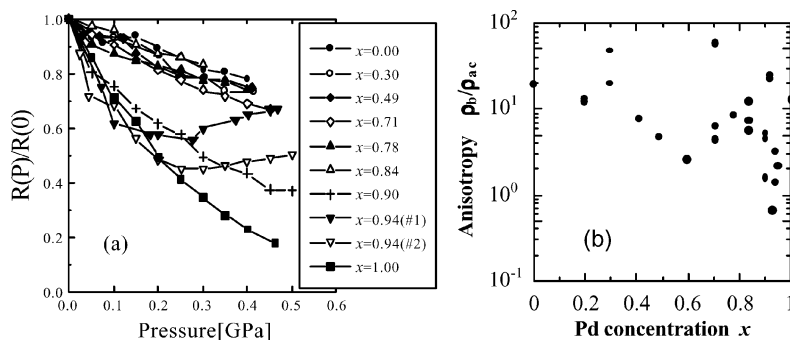 R(P)/R(0)
1.0
0.8
0.6
0.4
0.2
0.0
0.0 0.1 0.2 0.3 0.4 0.5 0.6
Pressure[GPa]
(a)
x=0.00
x=0.30
x=0.49
x=0.71
x=0.78
x=0.84
x=0.90
x=0.94(#1)
x=0.94(#2)
x=1.00
Anisotropy ρb/ρac
10²
10¹
10⁰
10⁻¹
0 0.2 0.4 0.6 0.8 1
Pd concentration x
(b)